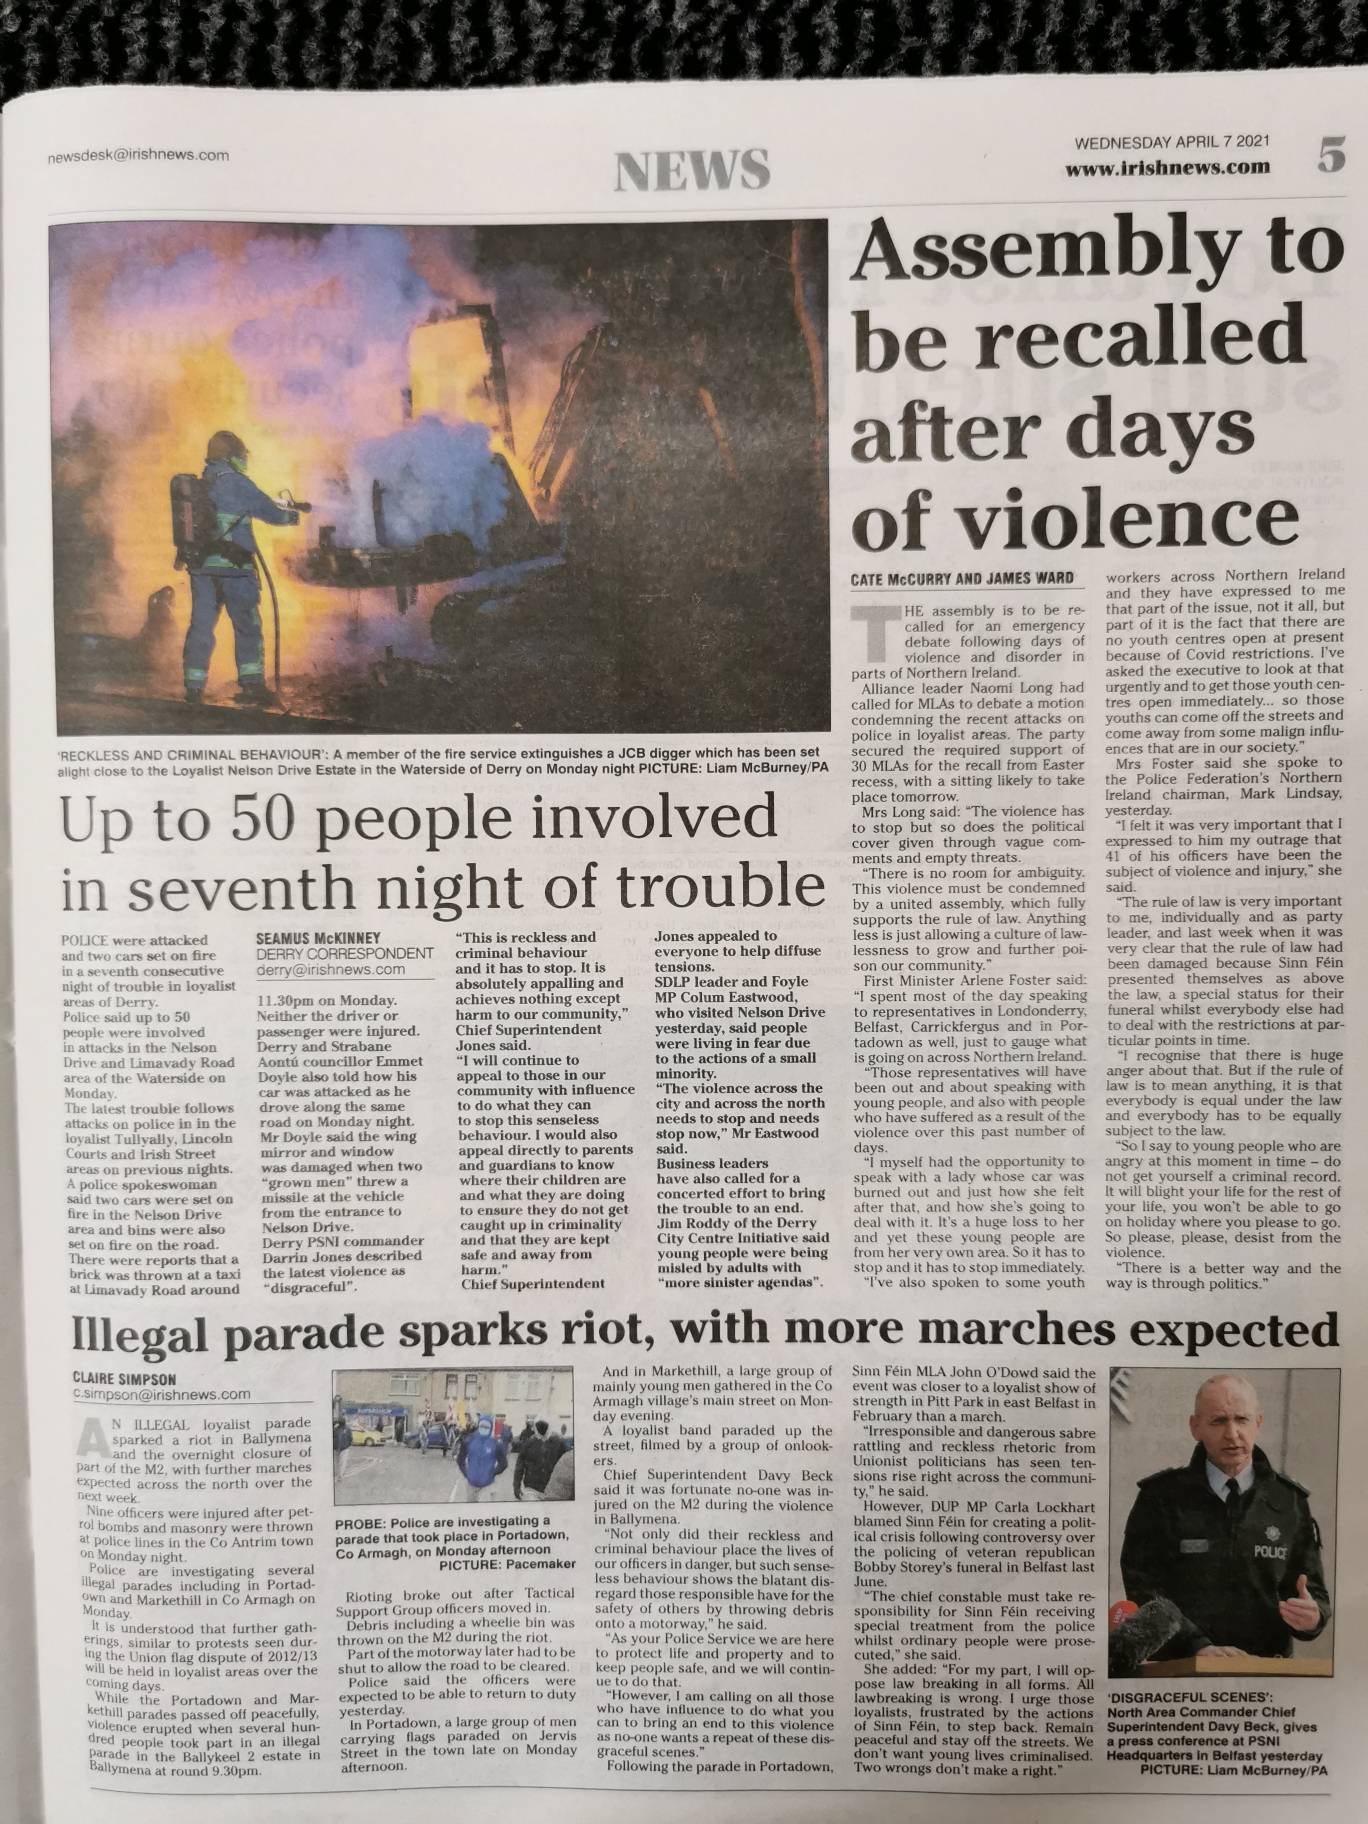 newsdesk@irishnews.com
NEWS
WEDNESDAY APRIL 7 2021
www.irishnews.com
5
'RECKLESS AND CRIMINAL BEHAVIOUR': A member of the fire service extinguishes a JCB digger which has been set
alight close to the Loyalist Nelson Drive Estate in the Waterside of Derry on Monday night PICTURE: Liam McBurney/PA
Up to 50 people involved
in seventh night of trouble
POLICE were attacked
and two cars set on fire
in a seventh consecutive
night of trouble in loyalist
areas of Derry.
Police said up to 50
people were involved
in attacks in the Nelson
Drive and Limavady Road
area of the Waterside on
Monday.
The latest trouble follows
attacks on police in in the
loyalist Tullyally, Lincoln
Courts and Irish Street
areas on previous nights.
A police spokeswoman
said two cars were set on
fire in the Nelson Drive
area and bins were also
set on fire on the road.
There were reports that a
brick was thrown at a taxi
at Limavady Road around
SEAMUS McKINNEY
DERRY CORRESPONDENT
derry@irishnews.com
11.30pm on Monday.
Neither the driver or
passenger were injured.
Derry and Strabane
Aontú councillor Emmet
Doyle also told how his
car was attacked as he
drove along the same
road on Monday night.
Mr Doyle said the wing
mirror and window
was damaged when two
"grown men" threw a
missile at the vehicle
from the entrance to
Nelson Drive.
Derry PSNI commander
Darrin Jones described
the latest violence as
"disgraceful".
"This is reckless and
criminal behaviour
and it has to stop. It is
absolutely appalling and
achieves nothing except
harm to our community,"
Chief Superintendent
Jones said.
"I will continue to
appeal to those in our
community with influence
to do what they can
to stop this senseless
behaviour. I would also
appeal directly to parents
and guardians to know
where their children are
and what they are doing
to ensure they do not get
caught up in criminality
and that they are kept
safe and away from
harm."
Chief Superintendent
Jones appealed to
everyone to help diffuse
tensions.
SDLP leader and Foyle
MP Colum Eastwood,
who visited Nelson Drive
yesterday, said people
were living in fear due
to the actions of a small
minority.
"The violence across the
city and across the north
needs to stop and needs
stop now," Mr Eastwood
said.
Business leaders
have also called for a
concerted effort to bring
the trouble to an end.
Jim Roddy of the Derry
City Centre Initiative said
young people were being
misled by adults with
"more sinister agendas".
Assembly to
be recalled
after days
of violence
CATE McCURRY AND JAMES WARD
THE assembly is to be re-
called for an emergency
debate following days of
violence and disorder in
parts of Northern Ireland.
Alliance leader Naomi Long had
called for MLAs to debate a motion
condemning the recent attacks on
police in loyalist areas. The party
secured the required support of
30 MLAs for the recall from Easter
recess, with a sitting likely to take
place tomorrow.
Mrs Long said: "The violence has
to stop but so does the political
cover given through vague com-
ments and empty threats.
"There is no room for ambiguity.
This violence must be condemned
by a united assembly, which fully
supports the rule of law. Anything
less is just allowing a culture of law-
lessness to grow and further poi-
son our community."
First Minister Arlene Foster said:
"I spent most of the day speaking
to representatives in Londonderry,
Belfast, Carrickfergus and in Por-
tadown as well, just to gauge what
is going on across Northern Ireland.
"Those representatives will have
been out and about speaking with
young people, and also with people
who have suffered as a result of the
violence over this past number of
days.
"I myself had the opportunity to
speak with a lady whose car was
burned out and just how she felt
after that, and how she's going to
deal with it. It's a huge loss to her
and yet these young people are
from her very own area. So it has to
stop and it has to stop immediately.
"I've also spoken to some youth
workers across Northern Ireland
and they have expressed to me
that part of the issue, not it all, but
part of it is the fact that there are
no youth centres open at present
because of Covid restrictions. I've
asked the executive to look at that
urgently and to get those youth cen-
tres open immediately... so those
youths can come off the streets and
come away from some malign influ-
ences that are in our society."
Mrs Foster said she spoke to
the Police Federation's Northern
Ireland chairman, Mark Lindsay,
yesterday.
"I felt it was very important that I
expressed to him my outrage that
41 of his officers have been the
subject of violence and injury," she
said.
"The rule of law is very important
to me, individually and as party
leader, and last week when it was
very clear that the rule of law had
been damaged because Sinn Féin
presented themselves as above
the law, a special status for their
funeral whilst everybody else had
to deal with the restrictions at par-
ticular points in time.
"I recognise that there is huge
anger about that. But if the rule of
law is to mean anything, it is that
everybody is equal under the law
and everybody has to be equally
subject to the law.
"So I say to young people who are
angry at this moment in time – do
not get yourself a criminal record.
It will blight your life for the rest of
your life, you won't be able to go
on holiday where you please to go.
So please, please, desist from the
violence.
"There is a better way and the
way is through politics."
Illegal parade sparks riot, with more marches expected
CLAIRE SIMPSON
c.simpson@irishnews.com
AN ILLEGAL loyalist parade
sparked a riot in Ballymena
and the overnight closure of
part of the M2, with further marches
expected across the north over the
next week.
Nine officers were injured after pet-
rol bombs and masonry were thrown
at police lines in the Co Antrim town
on Monday night.
Police are investigating several
illegal parades including in Portad-
own and Markethill in Co Armagh on
Monday.
It is understood that further gath-
erings, similar to protests seen dur-
ing the Union flag dispute of 2012/13
will be held in loyalist areas over the
coming days.
While the Portadown and Mar-
kethill parades passed off peacefully,
violence erupted when several hun-
dred people took part in an illegal
parade in the Ballykeel 2 estate in
Ballymena at round 9.30pm.
PROBE: Police are investigating a
parade that took place in Portadown,
Co Armagh, on Monday afternoon
PICTURE: Pacemaker
Rioting broke out after Tactical
Support Group officers moved in.
Debris including a wheelie bin was
thrown on the M2 during the riot.
Part of the motorway later had to be
shut to allow the road to be cleared.
Police said the officers were
expected to be able to return to duty
yesterday.
In Portadown, a large group of men
carrying flags paraded on Jervis
Street in the town late on Monday
afternoon.
And in Markethill, a large group of
mainly young men gathered in the Co
Armagh village's main street on Mon-
day evening.
A loyalist band paraded up the
street, filmed by a group of onlook-
ers.
Chief Superintendent Davy Beck
said it was fortunate no-one was in-
jured on the M2 during the violence
in Ballymena.
"Not only did their reckless and
criminal behaviour place the lives of
our officers in danger, but such sense-
less behaviour shows the blatant dis-
regard those responsible have for the
safety of others by throwing debris
onto a motorway," he said.
"As your Police Service we are here
to protect life and property and to
keep people safe, and we will contin-
ue to do that.
"However, I am calling on all those
who have influence to do what you
can to bring an end to this violence
as no-one wants a repeat of these dis-
graceful scenes."
Following the parade in Portadown,
Sinn Féin MLA John O'Dowd said the
event was closer to a loyalist show of
strength in Pitt Park in east Belfast in
February than a march.
"Irresponsible and dangerous sabre
rattling and reckless rhetoric from
Unionist politicians has seen ten-
sions rise right across the communi-
ty," he said.
However, DUP MP Carla Lockhart
blamed Sinn Féin for creating a polit-
ical crisis following controversy over
the policing of veteran republican
Bobby Storey's funeral in Belfast last
June.
"The chief constable must take re-
sponsibility for Sinn Féin receiving
special treatment from the police
whilst ordinary people were prose-
cuted," she said.
She added: "For my part, I will op-
pose law breaking in all forms. All
lawbreaking is wrong. I urge those
loyalists, frustrated by the actions
of Sinn Féin, to step back. Remain
peaceful and stay off the streets. We
don't want young lives criminalised.
Two wrongs don't make a right."
POLICE
'DISGRACEFUL SCENES':
North Area Commander Chief
Superintendent Davy Beck, gives
a press conference at PSNI
Headquarters in Belfast yesterday
PICTURE: Liam McBurney/PA